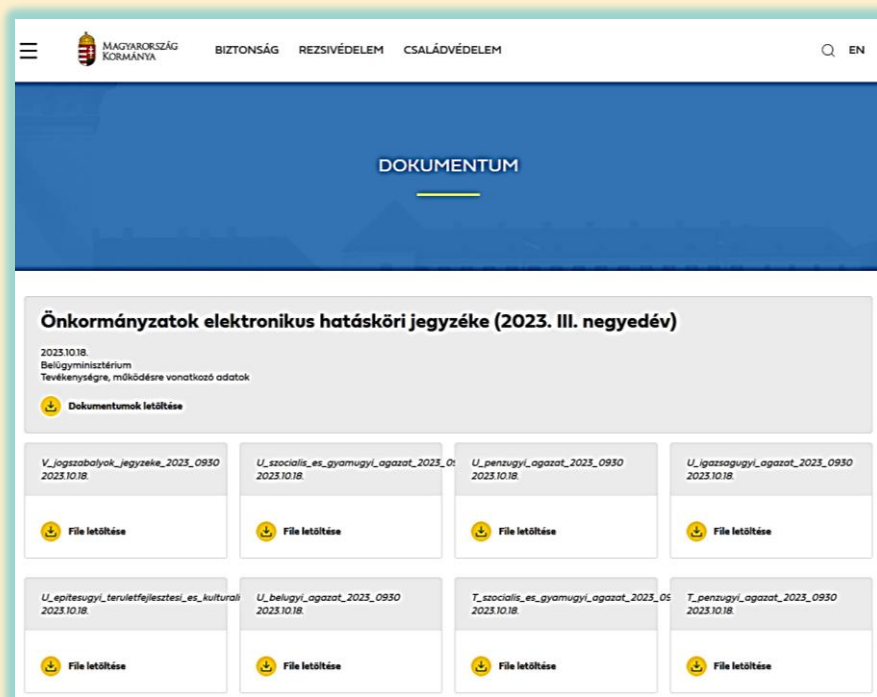 MAGYARORSZÁG
KORMÁNYA
BIZTONSÁG REZSIVÉDELEM CSALÁDVÉDELEM
EN
DOKUMENTUM
Önkormányzatok elektronikus hatásköri jegyzéke (2023. III. negyedév)
2023.10.18.
Belügyminisztérium
Tevékenységre, működésre vonatkozó adatok
Dokumentumok letöltése
V_jogszabalyok_jegyzeke_2023_0930
2023.10.18.
File letöltése
U_szocialis_es_gyamugyi_agazat_2023_09
2023.10.18.
File letöltése
U_penzugyi_agazat_2023_0930
2023.10.18.
File letöltése
U_igazsagugyi_agazat_2023_0930
2023.10.18.
File letöltése
U_epitesugyi_teruletfejlesztesi_es_kulturali
2023.10.18.
File letöltése
U_belugyi_agazat_2023_0930
2023.10.18.
File letöltése
T_szocialis_es_gyamugyi_agazat_2023_09
2023.10.18.
File letöltése
T_penzugyi_agazat_2023_0930
2023.10.18.
File letöltése